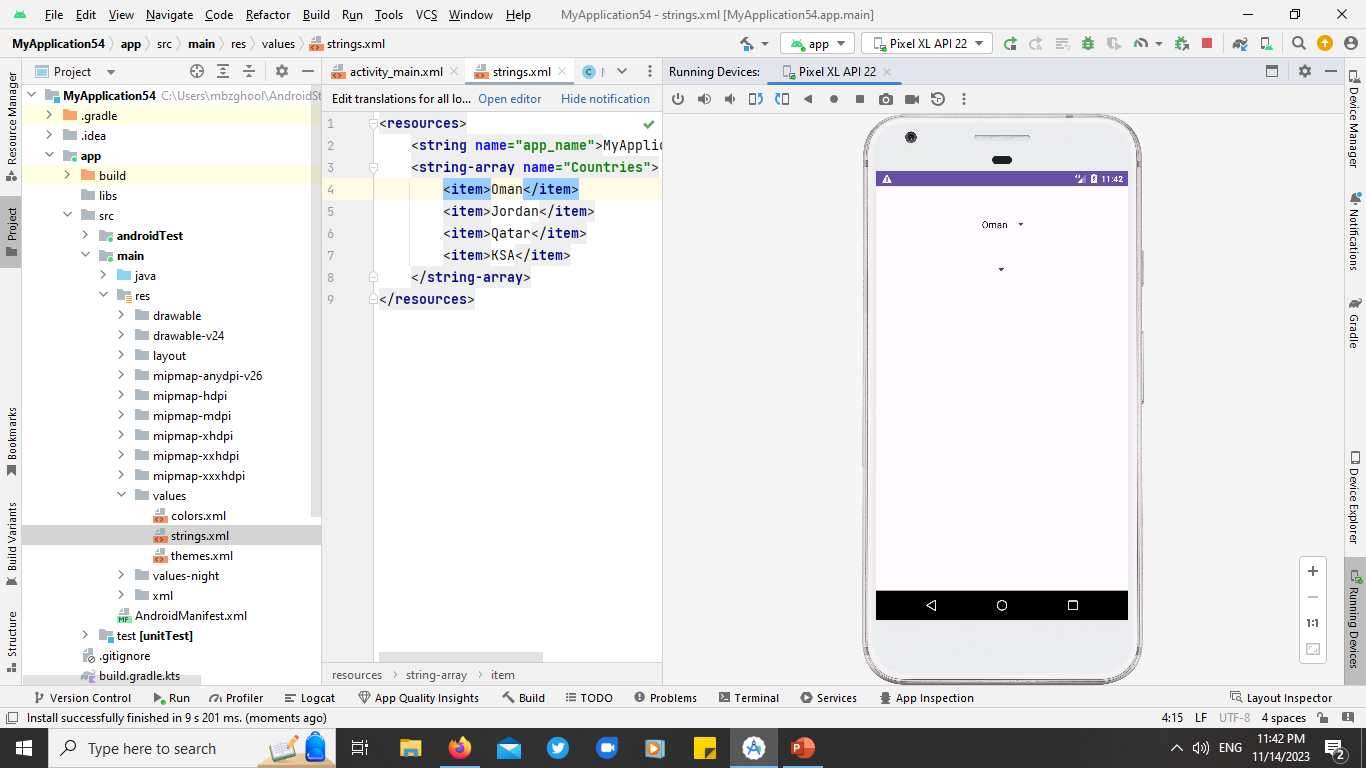 File Edit View Navigate Code Refactor Build Run Tools VCS Window Help MyApplication54 - strings.xml [MyApplication54.app.main]
MyApplication54 app src main res values strings.xml app Pixel XL API 22
Resource Manager
Project
Bookmarks
Build Variants
Structure
Project
MyApplication54 C:\Users\mbzghool\AndroidSt
.gradle
.idea
app
build
libs
src
androidTest
main
java
res
drawable
drawable-v24
layout
mipmap-anydpi-v26
mipmap-hdpi
mipmap-mdpi
mipmap-xhdpi
mipmap-xxhdpi
mipmap-xxxhdpi
values
colors.xml
strings.xml
themes.xml
values-night
xml
AndroidManifest.xml
test [unitTest]
.gitignore
build.gradle.kts
activity_main.xml strings.xml C
Edit translations for all lo... Open editor Hide notification
1 <resources>
2 <string name="app_name">MyApplic
3 <string-array name="Countries">
4 <item>Oman</item>
5 <item>Jordan</item>
6 <item>Qatar</item>
7 <item>KSA</item>
8 </string-array>
9 </resources>
resources string-array item
Running Devices: Pixel XL API 22
11:42
Oman
1:1
Device Manager
Notifications
Gradle
Device Explorer
Running Devices
Version Control Run Profiler Logcat App Quality Insights Build TODO Problems Terminal Services App Inspection Layout Inspector
Install successfully finished in 9 s 201 ms. (moments ago) 4:15 LF UTF-8 4 spaces
Type here to search ENG 11:42 PM
11/14/2023 2